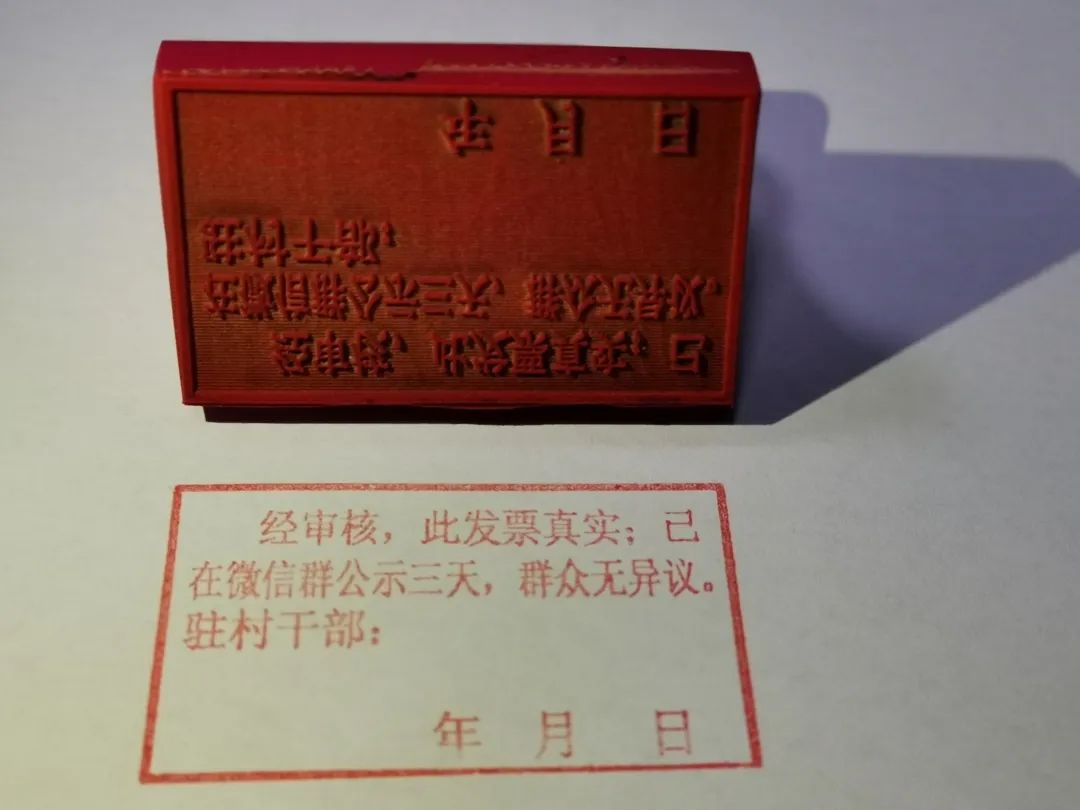 经审核，此发票真实；己
在微信群公示三天，群众无异议。
驻村干部：
年 月 日